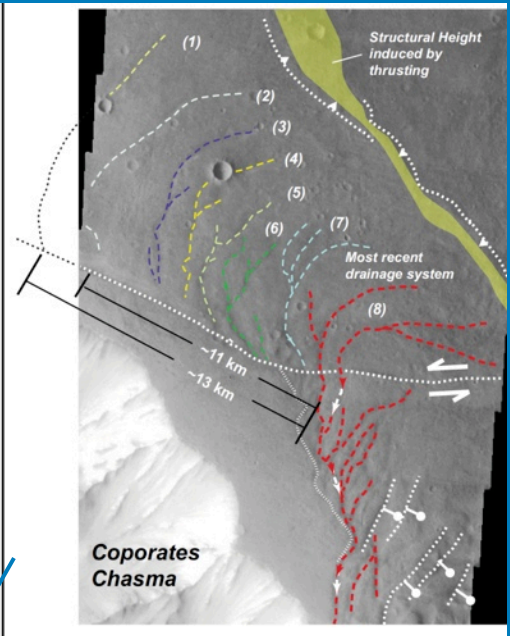 Structural Height
induced by
thrusting
(1)
(2)
(3)
(4)
(5)
(6)
(7)
Most recent
drainage system
(8)
~11 km
~13 km
Coporates
Chasma